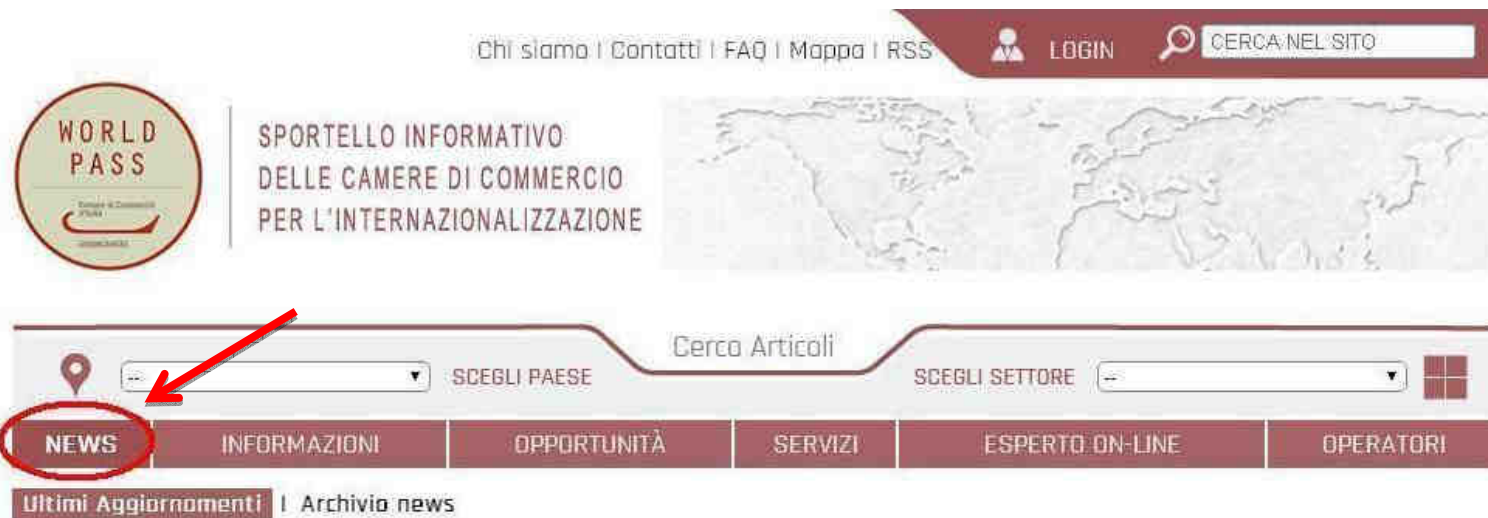 Chi siamo | Contatti | FAQ | Mappa | RSS
LOGIN
CERCA NEL SITO
WORLD
PASS
SPORTELLO INFORMATIVO
DELLE CAMERE DI COMMERCIO
PER L'INTERNAZIONALIZZAZIONE
Cerca Articoli
-- SCEGLI PAESE
SCEGLI SETTORE --
NEWS INFORMAZIONI OPPORTUNITÀ SERVIZI ESPERTO ON-LINE OPERATORI
Ultimi Aggiornamenti | Archivio news